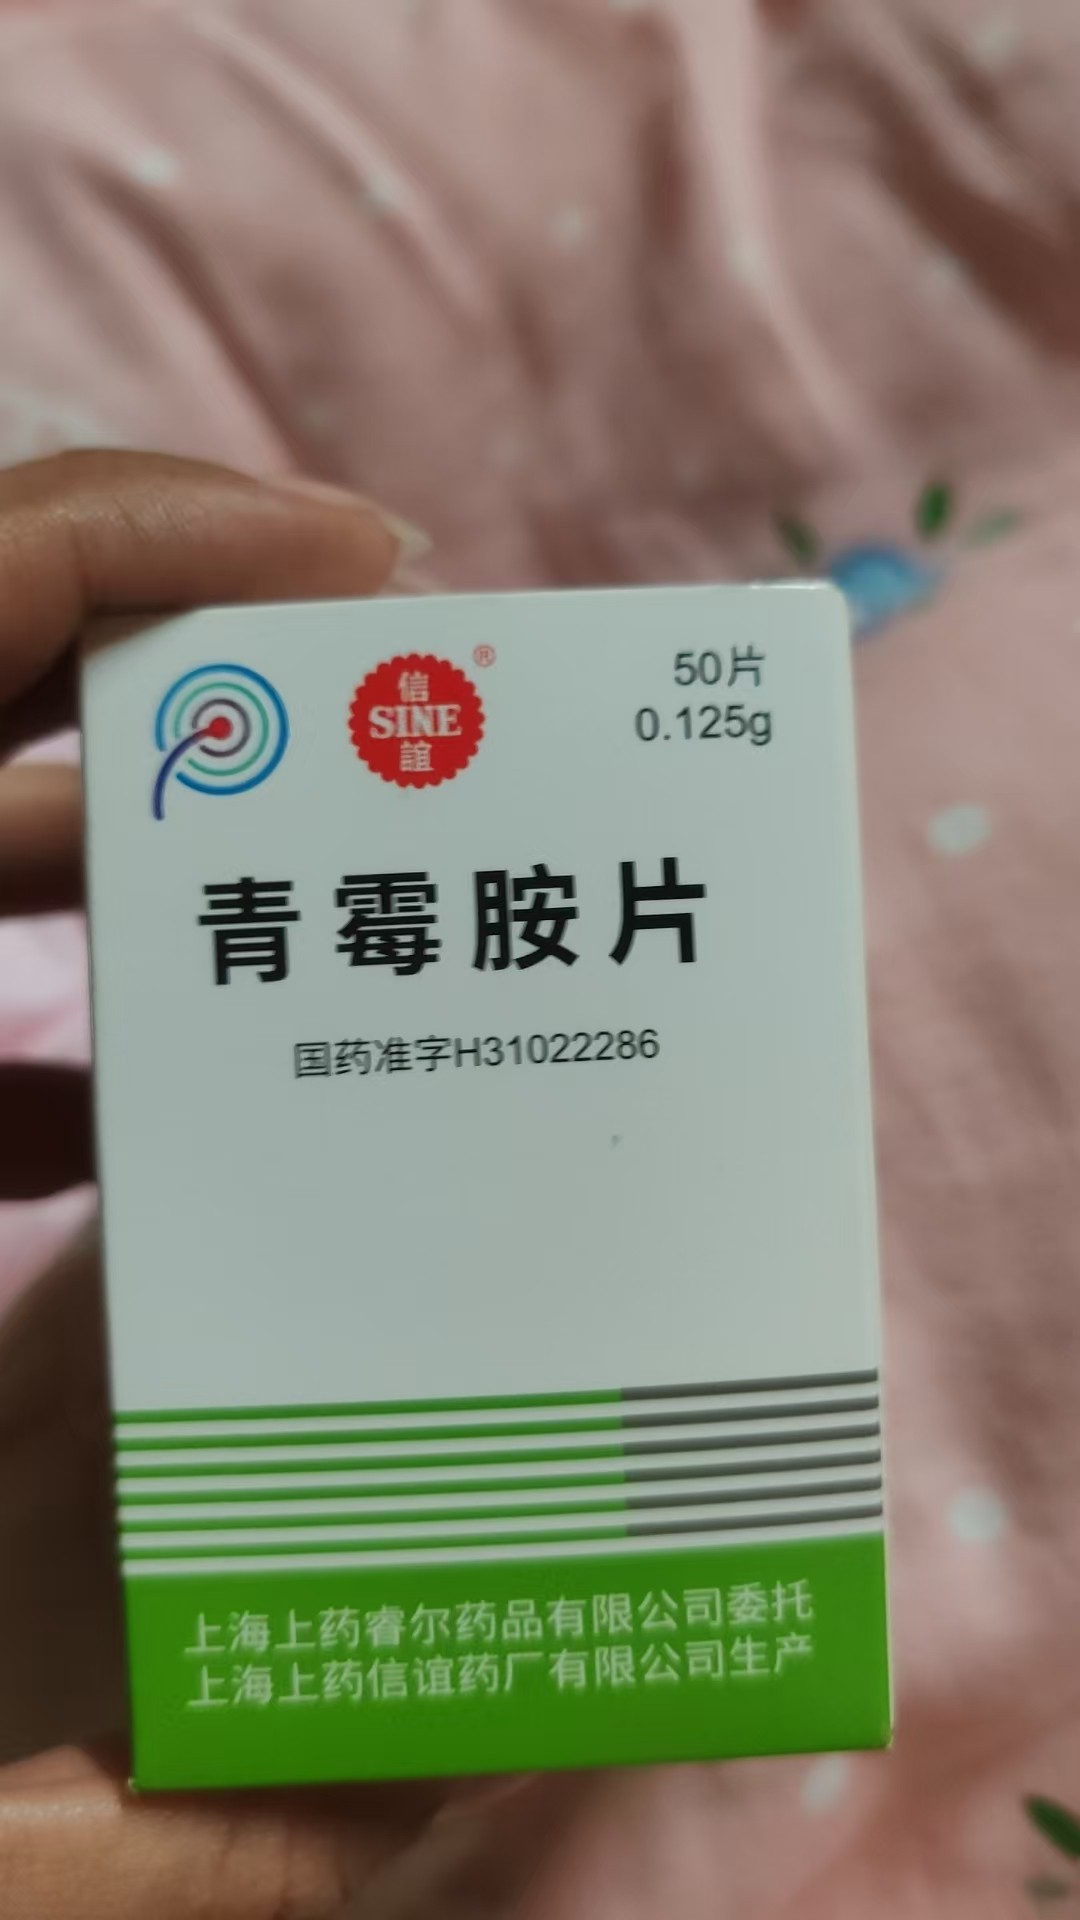 信
SINE
誼
®
50片
0.125g
青霉胺片
国药准字H31022286
上海上药睿尔药品有限公司委托
上海上药信谊药厂有限公司生产